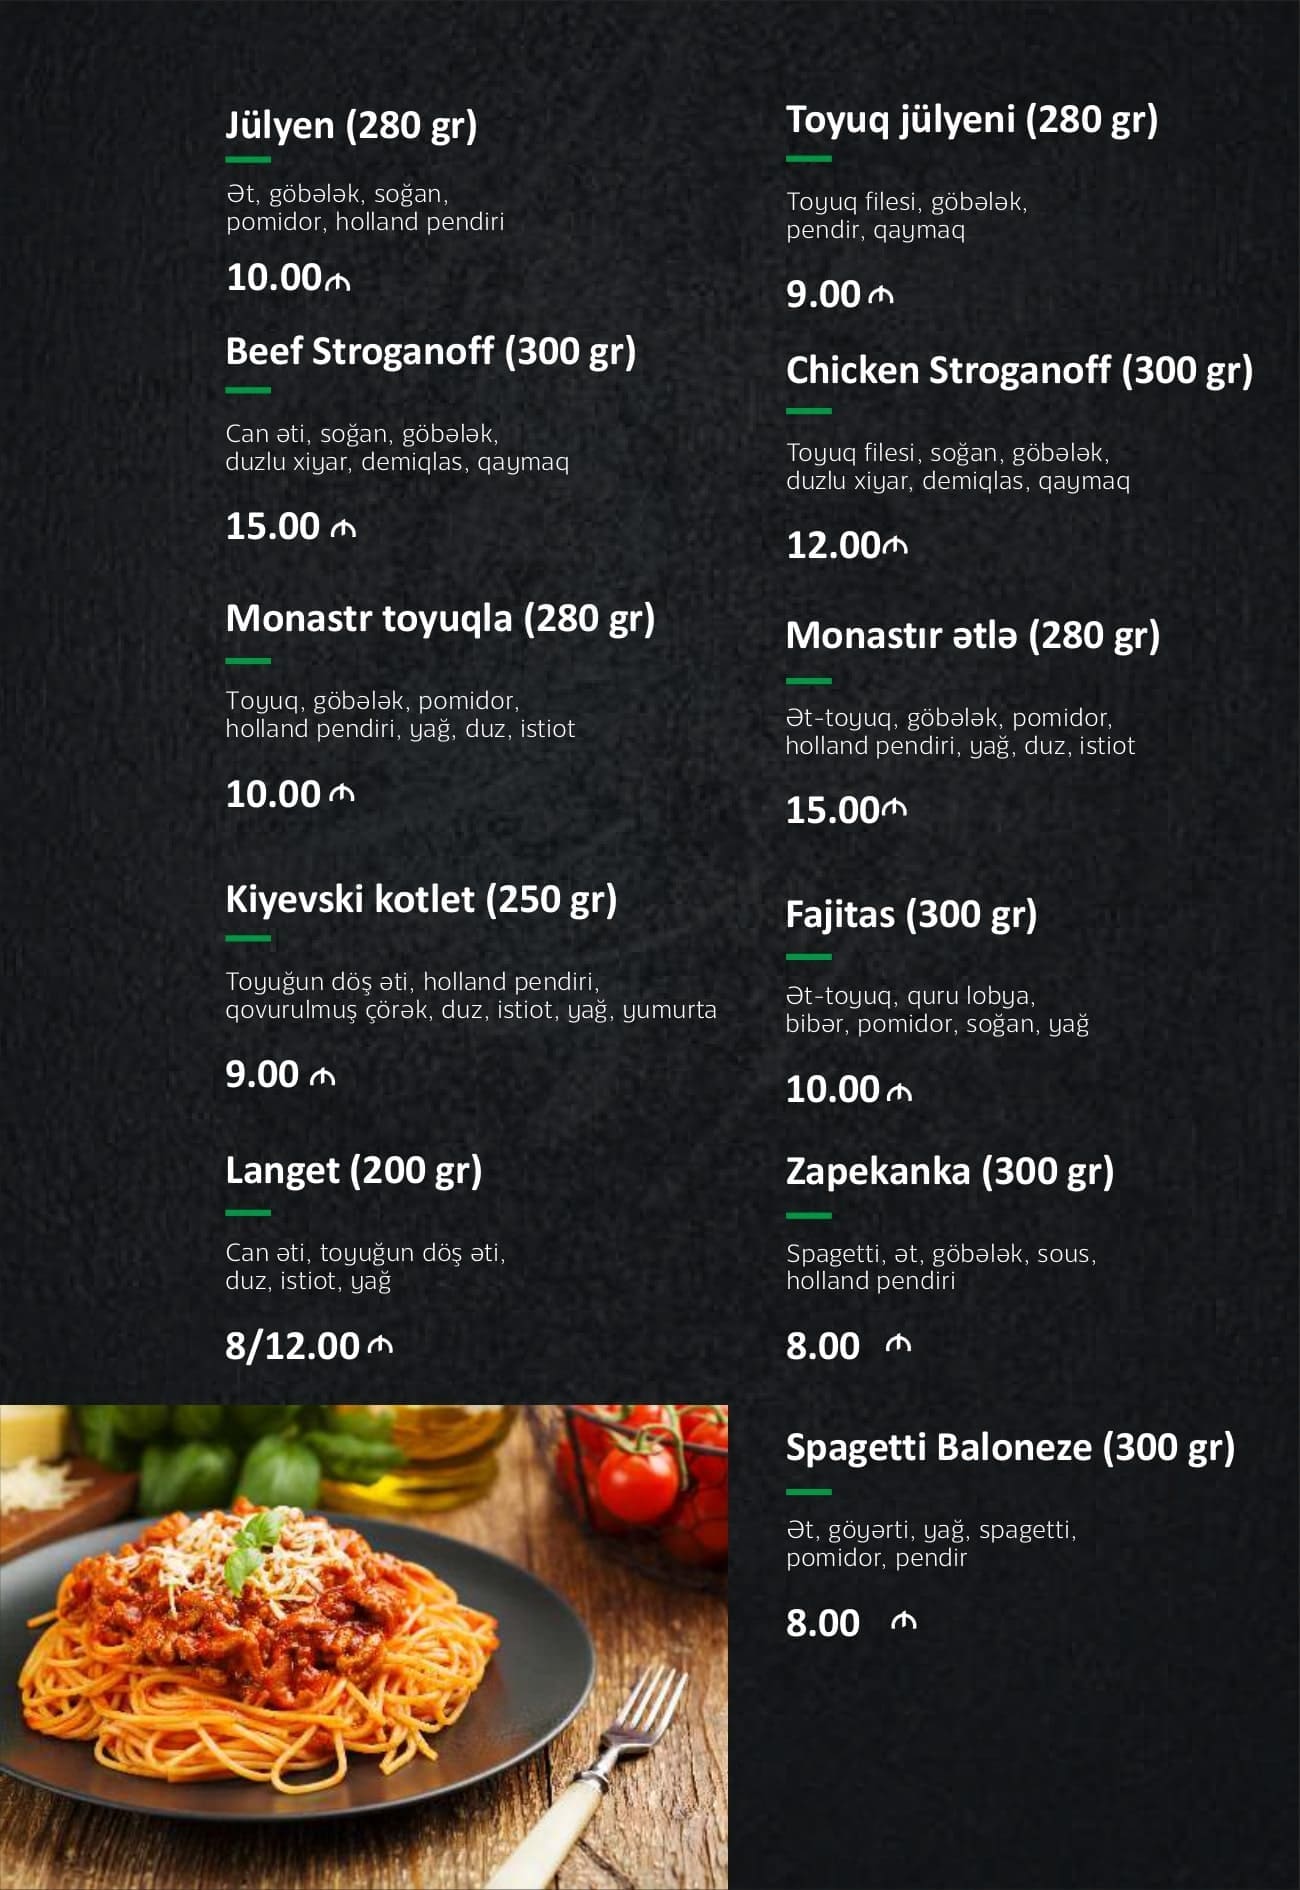 Jülyen (280 gr)
Ət, göbələk, soğan,
pomidor, holland pendiri
10.00₼
Beef Stroganoff (300 gr)
Can əti, soğan, göbələk,
duzlu xiyar, demiqlas, qaymaq
15.00 ₼
Monastr toyuqla (280 gr)
Toyuq, göbələk, pomidor,
holland pendiri, yağ, duz, istiot
10.00 ₼
Kiyevski kotlet (250 gr)
Toyuğun döş əti, holland pendiri,
qovurulmuş çörək, duz, istiot, yağ, yumurta
9.00 ₼
Langet (200 gr)
Can əti, toyuğun döş əti,
duz, istiot, yağ
8/12.00 ₼
Toyuq jülyeni (280 gr)
Toyuq filesi, göbələk,
pendir, qaymaq
9.00 ₼
Chicken Stroganoff (300 gr)
Toyuq filesi, soğan, göbələk,
duzlu xiyar, demiqlas, qaymaq
12.00₼
Monastır ətlə (280 gr)
Ət-toyuq, göbələk, pomidor,
holland pendiri, yağ, duz, istiot
15.00₼
Fajitas (300 gr)
Ət-toyuq, quru lobya,
bibər, pomidor, soğan, yağ
10.00 ₼
Zapekanka (300 gr)
Spagetti, ət, göbələk, sous,
holland pendiri
8.00 ₼
Spagetti Baloneze (300 gr)
Ət, göyərti, yağ, spagetti,
pomidor, pendir
8.00 ₼